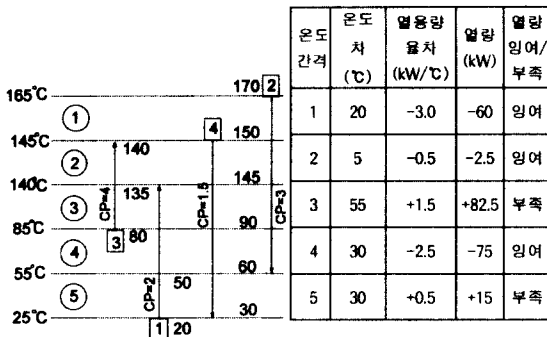 165℃ 170 2
1
4
145℃ 140 150
2
140℃ 135 145
CP=4
CP=1.5
CP=3
3
85℃ 80 90
3
4
55℃ 50 60
CP=2
5
25℃ 1 20 30
온도 간격 | 온도 차 (℃) | 열용량 율차 (kW/℃) | 열량 (kW) | 열량 잉여/부족
1 20 -3.0 -60 잉여
2 5 -0.5 -2.5 잉여
3 55 +1.5 +82.5 부족
4 30 -2.5 -75 잉여
5 30 +0.5 +15 부족